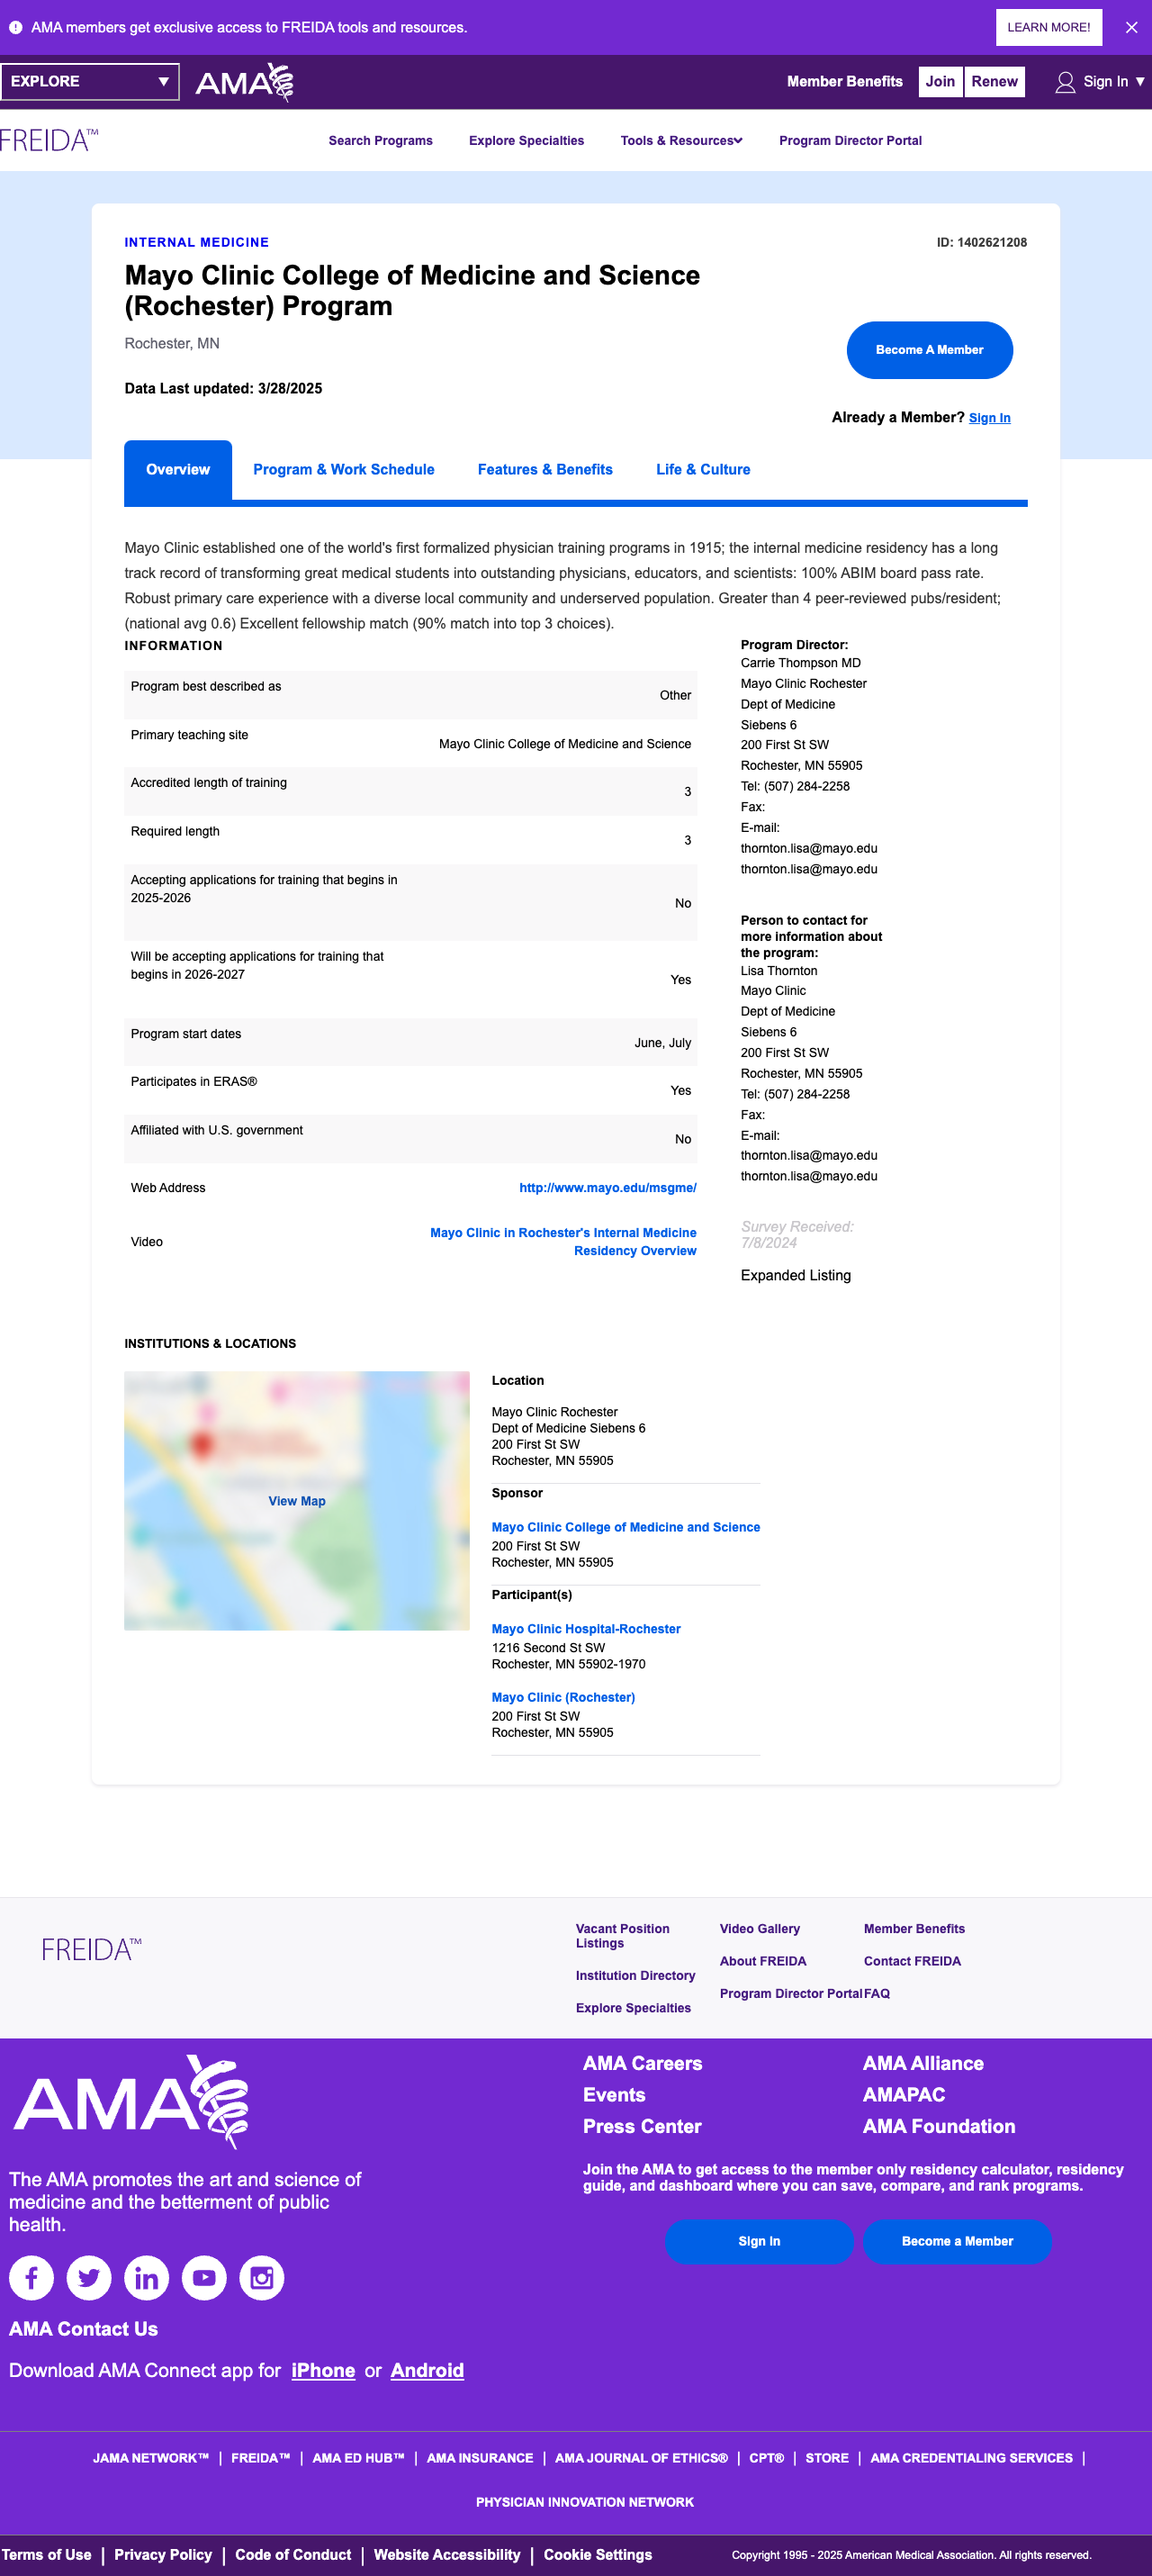 AMA members get exclusive access to FREIDA tools and resources.
LEARN MORE!
EXPLORE
AMA
Member Benefits
Join
Renew
Sign In
FREIDA™
Search Programs
Explore Specialties
Tools & Resources
Program Director Portal
INTERNAL MEDICINE
ID: 1402621208
Mayo Clinic College of Medicine and Science
(Rochester) Program
Rochester, MN
Become A Member
Data Last updated: 3/28/2025
Already a Member? Sign In
Overview
Program & Work Schedule
Features & Benefits
Life & Culture
Mayo Clinic established one of the world's first formalized physician training programs in 1915; the internal medicine residency has a long
track record of transforming great medical students into outstanding physicians, educators, and scientists: 100% ABIM board pass rate.
Robust primary care experience with a diverse local community and underserved population. Greater than 4 peer-reviewed pubs/resident;
(national avg 0.6) Excellent fellowship match (90% match into top 3 choices).
INFORMATION
Program best described as
Other
Primary teaching site
Mayo Clinic College of Medicine and Science
Accredited length of training
3
Required length
3
Accepting applications for training that begins in
2025-2026
No
Will be accepting applications for training that
begins in 2026-2027
Yes
Program start dates
June, July
Participates in ERAS®
Yes
Affiliated with U.S. government
No
Web Address
http://www.mayo.edu/msgme/
Video
Mayo Clinic in Rochester's Internal Medicine
Residency Overview
Program Director:
Carrie Thompson MD
Mayo Clinic Rochester
Dept of Medicine
Siebens 6
200 First St SW
Rochester, MN 55905
Tel: (507) 284-2258
Fax:
E-mail:
thornton.lisa@mayo.edu
thornton.lisa@mayo.edu
Person to contact for
more information about
the program:
Lisa Thornton
Mayo Clinic
Dept of Medicine
Siebens 6
200 First St SW
Rochester, MN 55905
Tel: (507) 284-2258
Fax:
E-mail:
thornton.lisa@mayo.edu
thornton.lisa@mayo.edu
Survey Received:
7/8/2024
Expanded Listing
INSTITUTIONS & LOCATIONS
View Map
Location
Mayo Clinic Rochester
Dept of Medicine Siebens 6
200 First St SW
Rochester, MN 55905
Sponsor
Mayo Clinic College of Medicine and Science
200 First St SW
Rochester, MN 55905
Participant(s)
Mayo Clinic Hospital-Rochester
1216 Second St SW
Rochester, MN 55902-1970
Mayo Clinic (Rochester)
200 First St SW
Rochester, MN 55905
FREIDA™
Vacant Position
Listings
Institution Directory
Explore Specialties
Video Gallery
About FREIDA
Program Director Portal
Member Benefits
Contact FREIDA
FAQ
AMA
The AMA promotes the art and science of
medicine and the betterment of public
health.
AMA Contact Us
Download AMA Connect app for iPhone or Android
AMA Careers
Events
Press Center
AMA Alliance
AMAPAC
AMA Foundation
Join the AMA to get access to the member only residency calculator, residency
guide, and dashboard where you can save, compare, and rank programs.
Sign In
Become a Member
JAMA NETWORK™ | FREIDA™ | AMA ED HUB™ | AMA INSURANCE | AMA JOURNAL OF ETHICS® | CPT® | STORE | AMA CREDENTIALING SERVICES |
PHYSICIAN INNOVATION NETWORK
Terms of Use | Privacy Policy | Code of Conduct | Website Accessibility | Cookie Settings
Copyright 1995 - 2025 American Medical Association. All rights reserved.